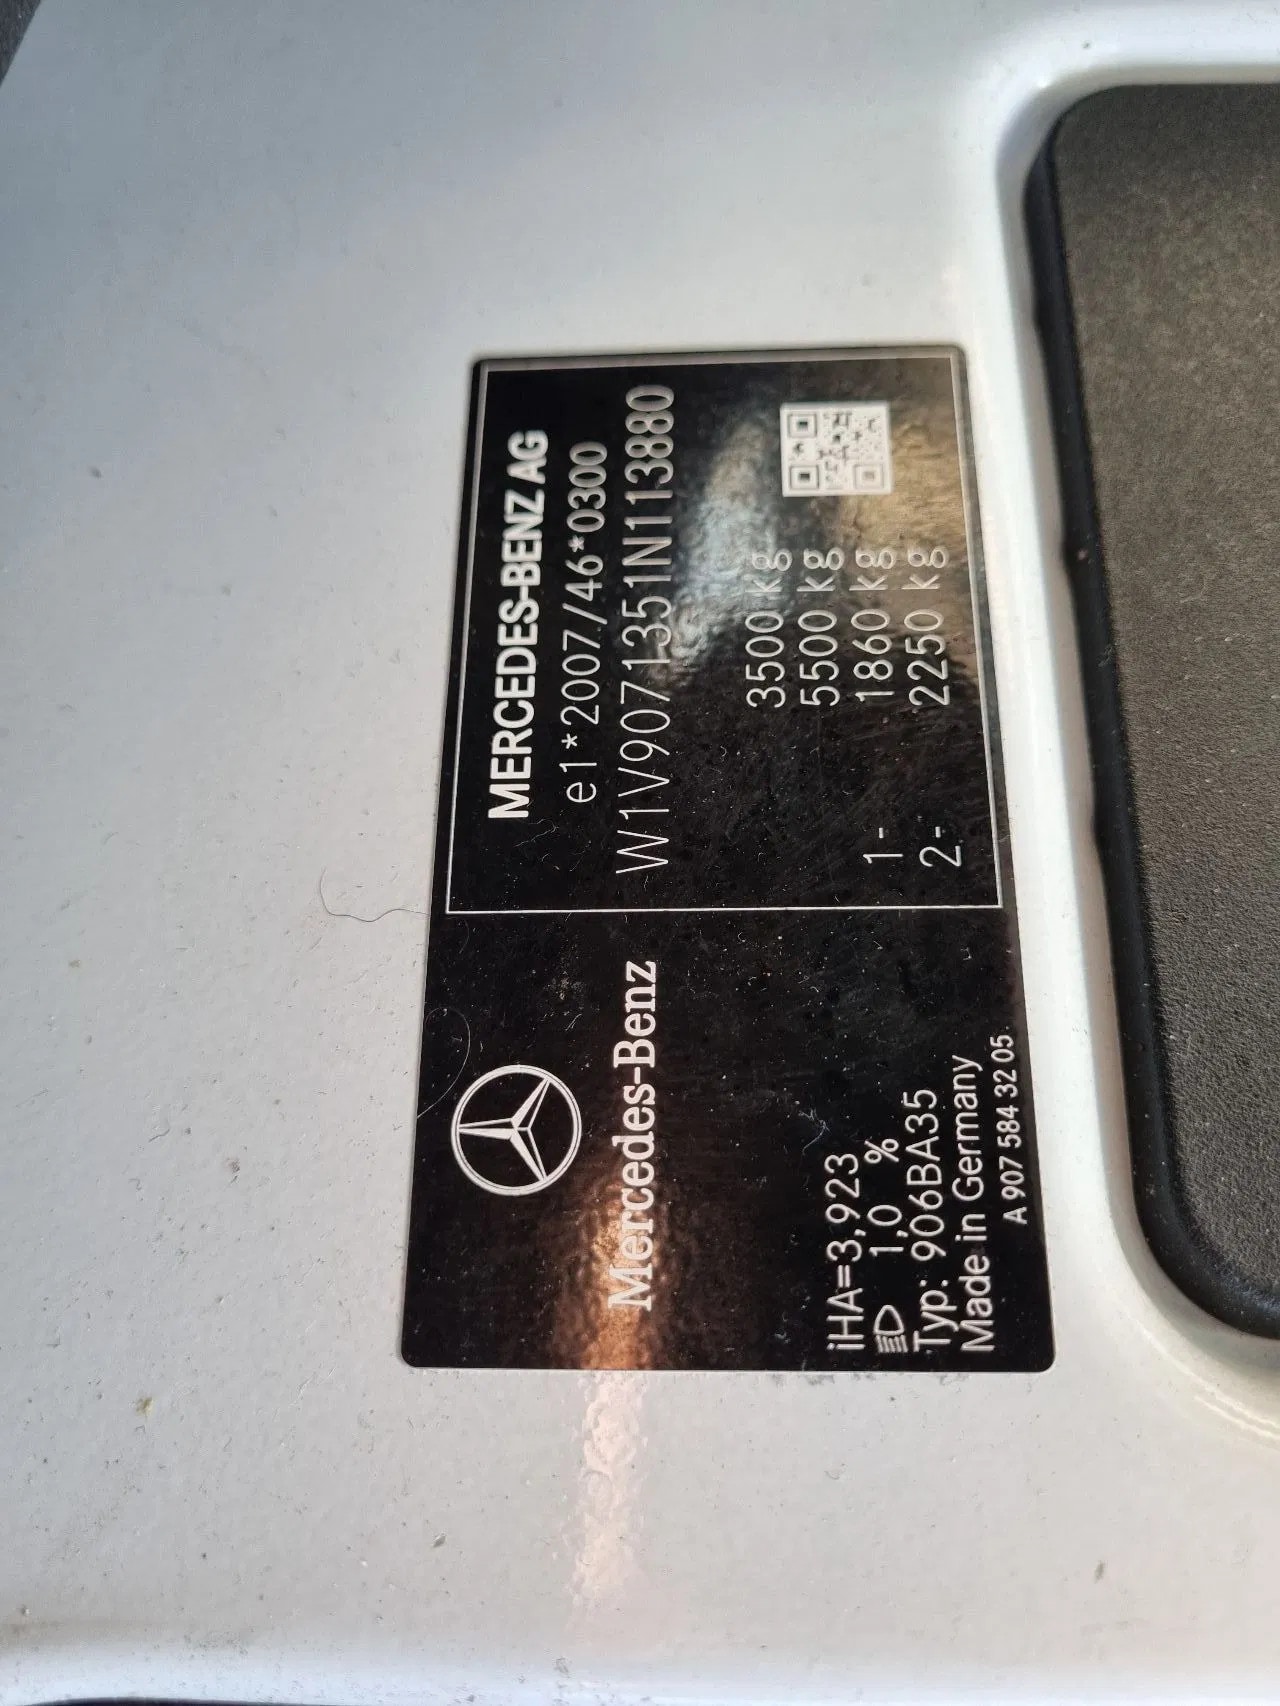 MERCEDES-BENZ AG
e1*2007/46*0300
W1V9071351N113880
3500 kg
5500 kg
1- 1860 kg
2- 2250 kg
Mercedes-Benz
iHA=3,923
1,0 %
Typ: 906BA35
Made in Germany
A 907 584 32 05